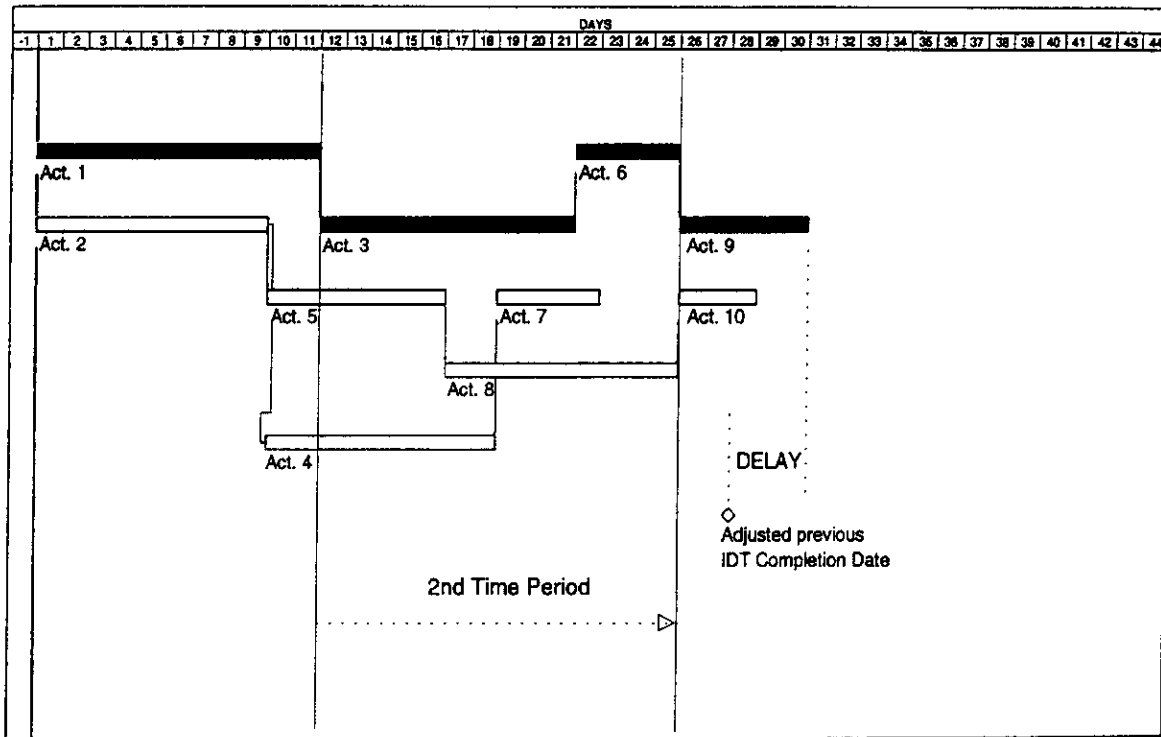 DAYS
-1 1 2 3 4 5 6 7 8 9 10 11 12 13 14 15 16 17 18 19 20 21 22 23 24 25 26 27 28 29 30 31 32 33 34 35 36 37 38 39 40 41 42 43 44
Act. 1
Act. 6
Act. 2
Act. 3
Act. 9
Act. 5
Act. 7
Act. 10
Act. 8
Act. 4
DELAY
Adjusted previous
IDT Completion Date
2nd Time Period